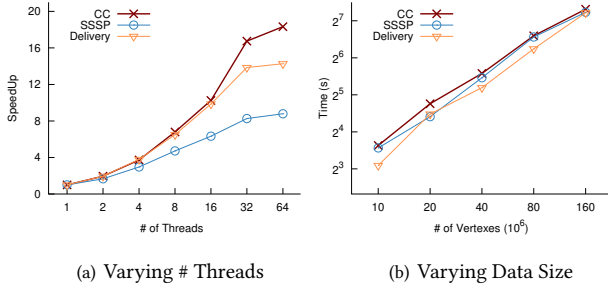 CC
SSSP
Delivery
SpeedUp
20
16
12
8
4
0
1 2 4 8 16 32 64
# of Threads
(a) Varying # Threads
CC
SSSP
Delivery
Time (s)
2^7
2^6
2^5
2^4
2^3
10 20 40 80 160
# of Vertexes (10^6)
(b) Varying Data Size